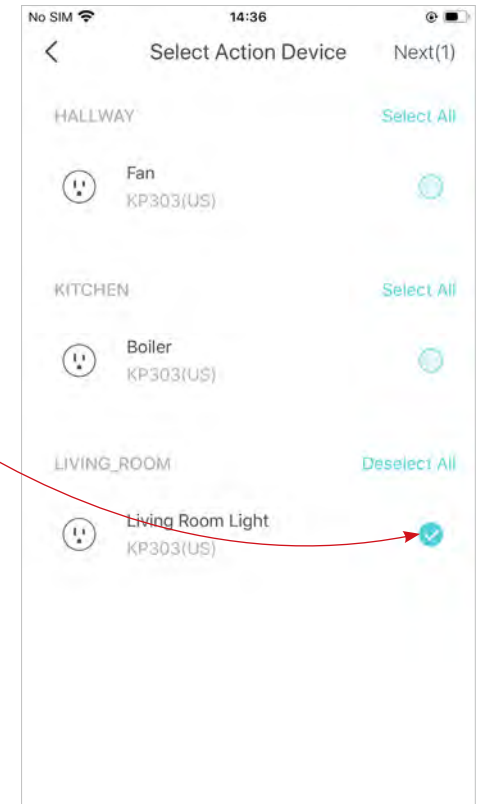 No SIM 14:36
Select Action Device Next(1)
HALLWAY Select All
Fan
KP303(US)
KITCHEN Select All
Boiler
KP303(US)
LIVING_ROOM Deselect All
Living Room Light
KP303(US)